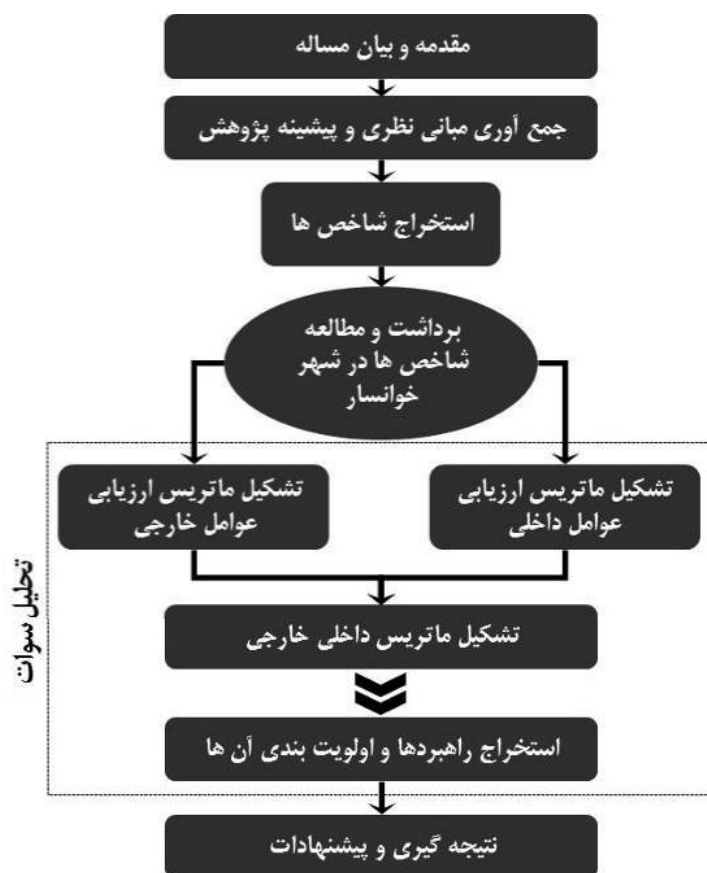 مقدمه و بیان مساله
جمع آوری مبانی نظری و پیشینه پژوهش
استخراج شاخص ها
برداشت و مطالعه
شاخص ها در شهر
خوانسار
تشکیل ماتریس ارزیابی
عوامل داخلی
تشکیل ماتریس ارزیابی
عوامل خارجی
تشکیل ماتریس داخلی خارجی
استخراج راهبردها و اولویت بندی آن ها
تحلیل سوات
نتیجه گیری و پیشنهادات